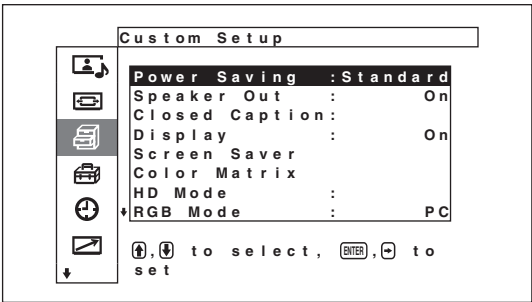 Custom Setup
Power Saving :Standard
Speaker Out : On
Closed Caption:
Display : On
Screen Saver
Color Matrix
HD Mode :
RGB Mode : PC
↑,↓ to select, ENTER,→ to
set